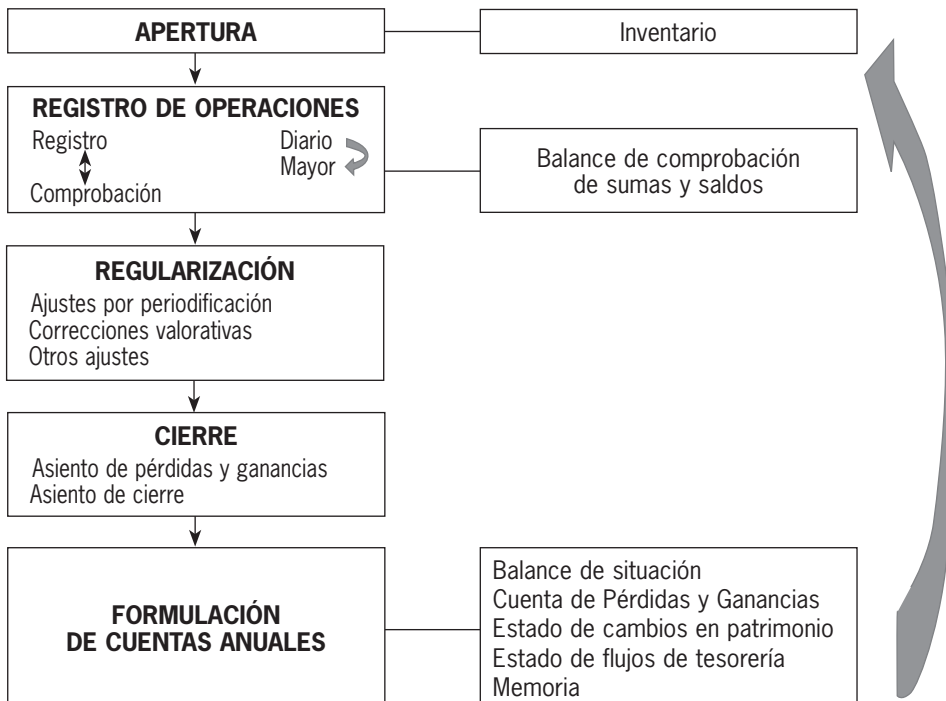 APERTURA
Inventario
REGISTRO DE OPERACIONES
Registro
Diario
Mayor
Comprobación
Balance de comprobación
de sumas y saldos
REGULARIZACIÓN
Ajustes por periodificación
Correcciones valorativas
Otros ajustes
CIERRE
Asiento de pérdidas y ganancias
Asiento de cierre
FORMULACIÓN
DE CUENTAS ANUALES
Balance de situación
Cuenta de Pérdidas y Ganancias
Estado de cambios en patrimonio
Estado de flujos de tesorería
Memoria